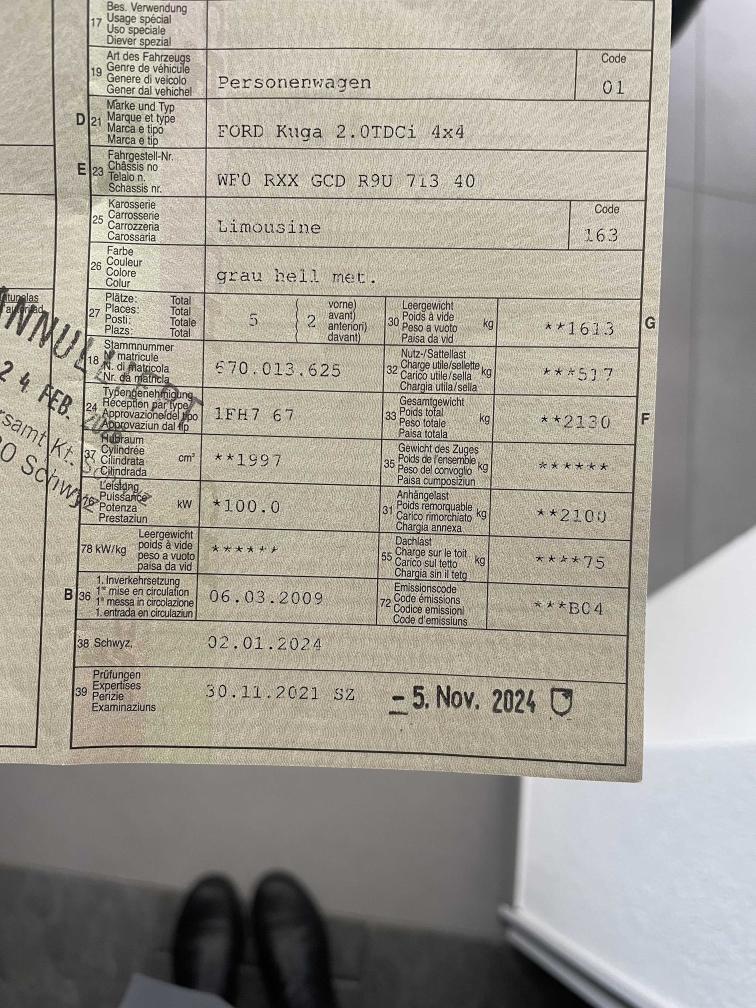 17 Bes. Verwendung
Usage spécial
Uso speciale
Diever spezial
19 Art des Fahrzeugs
Genre de véhicule
Genere di veicolo
Gener dal vehichel
Personenwagen
Code
01
D 21 Marke und Typ
Marque et type
Marca e tipo
Marca e tip
FORD Kuga 2.0TDCi 4x4
E 23 Fahrgestell-Nr.
Châssis no
Telaio n.
Schassis nr.
WF0 RXX GCD R9U 713 40
25 Karosserie
Carrosserie
Carrozzeria
Carossaria
Limousine
Code
163
26 Farbe
Couleur
Colore
Colur
grau hell met.
27 Plätze: Total
Places: Total
Posti: Totale
Plazs: Total
5 ( 2 vorne)
avant)
anteriori)
davant)
30 Leergewicht
Poids à vide
Peso a vuoto
Paisa da vid
kg
**1613
G
18 Stammnummer
N° matricule
N. di matricola
Nr. da matricla
670.013.625
32 Nutz-/Sattellast
Charge utile/sellette
Carico utile/sella
Chargia utila/sella
kg
***517
24 Typengenehmigung
Réception par type
Approvazione del tipo
Approvaziun dal tip
1FH7 67
33 Gesamtgewicht
Poids total
Peso totale
Paisa totala
kg
**2130
F
37 Hubraum
Cylindrée
Cilindrata
Cilindrada
cm³
**1997
35 Gewicht des Zuges
Poids de l'ensemble
Peso del convoglio
Paisa cumposiziun
kg
******
76 Leistung
Puissance
Potenza
Prestaziun
kW
*100.0
31 Anhängelast
Poids remorquable
Carico rimorchiato
Chargia annexa
kg
**2100
78 kW/kg Leergewicht
poids à vide
peso a vuoto
paisa da vid
******
55 Dachlast
Charge sur le toit
Carico sul tetto
Chargia sin il tetg
kg
****75
B 36 1. Inverkehrsetzung
1re mise en circulation
1a messa in circolazione
1. entrada en circulaziun
06.03.2009
72 Emissionscode
Code émissions
Codice emissioni
Code d'emissiuns
***B04
38 Schwyz,
02.01.2024
39 Prüfungen
Expertises
Perizie
Examinaziuns
30.11.2021 SZ
- 5. Nov. 2024
ANNULLIERT
2 4. FEB.
rsamt Kt. Schwyz
0 Schwyz